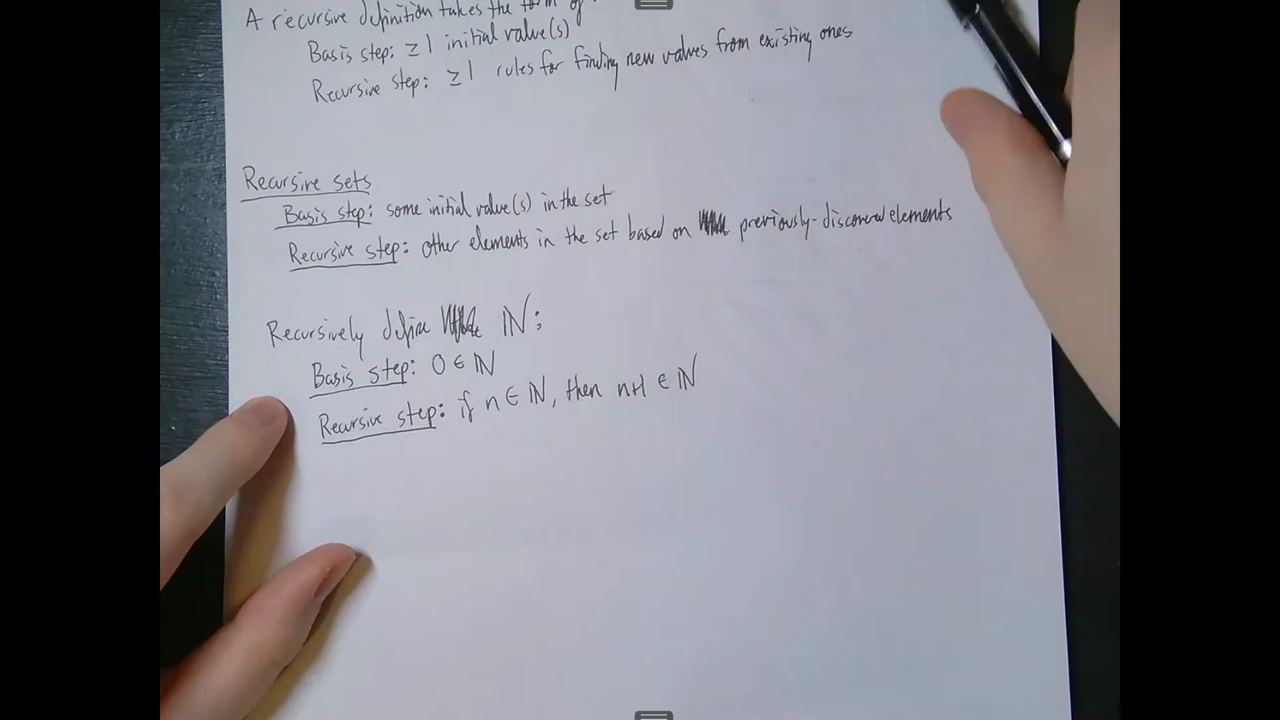 A recursive definition takes the form of
Basis step: ≥1 initial value(s)
Recursive step: ≥1 rules for finding new values from existing ones
Recursive sets
Basis step: some initial value(s) in the set
Recursive step: other elements in the set based on previously-discovered elements
Recursively define ℕ:
Basis step: 0 ∈ ℕ
Recursive step: if n ∈ ℕ, then n+1 ∈ ℕ